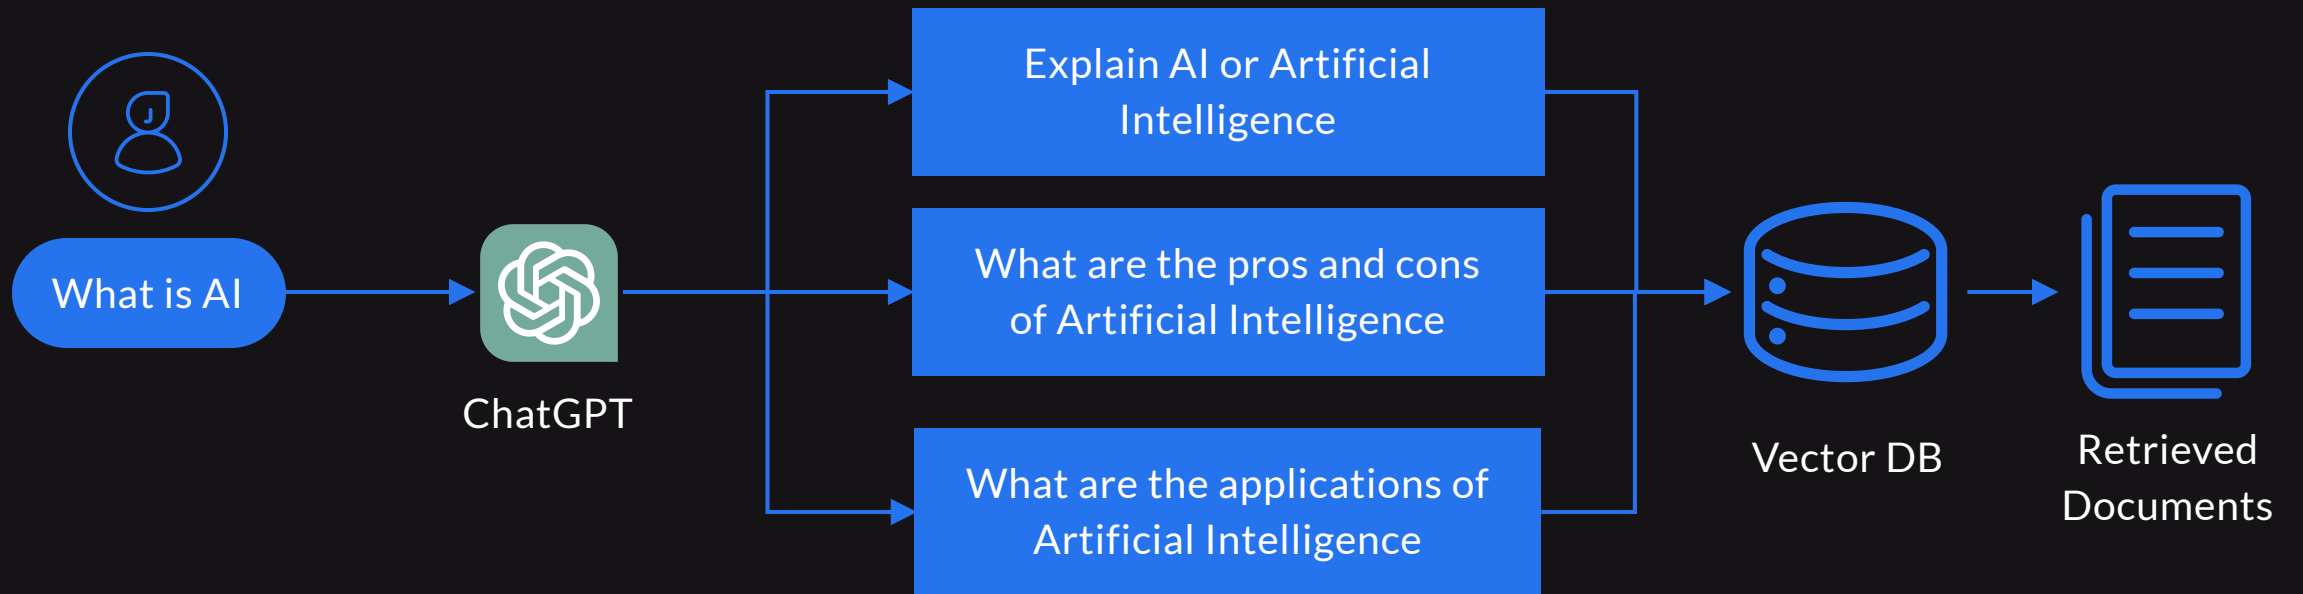 What is AI
ChatGPT
Explain AI or Artificial
Intelligence
What are the pros and cons
of Artificial Intelligence
What are the applications of
Artificial Intelligence
Vector DB
Retrieved
Documents